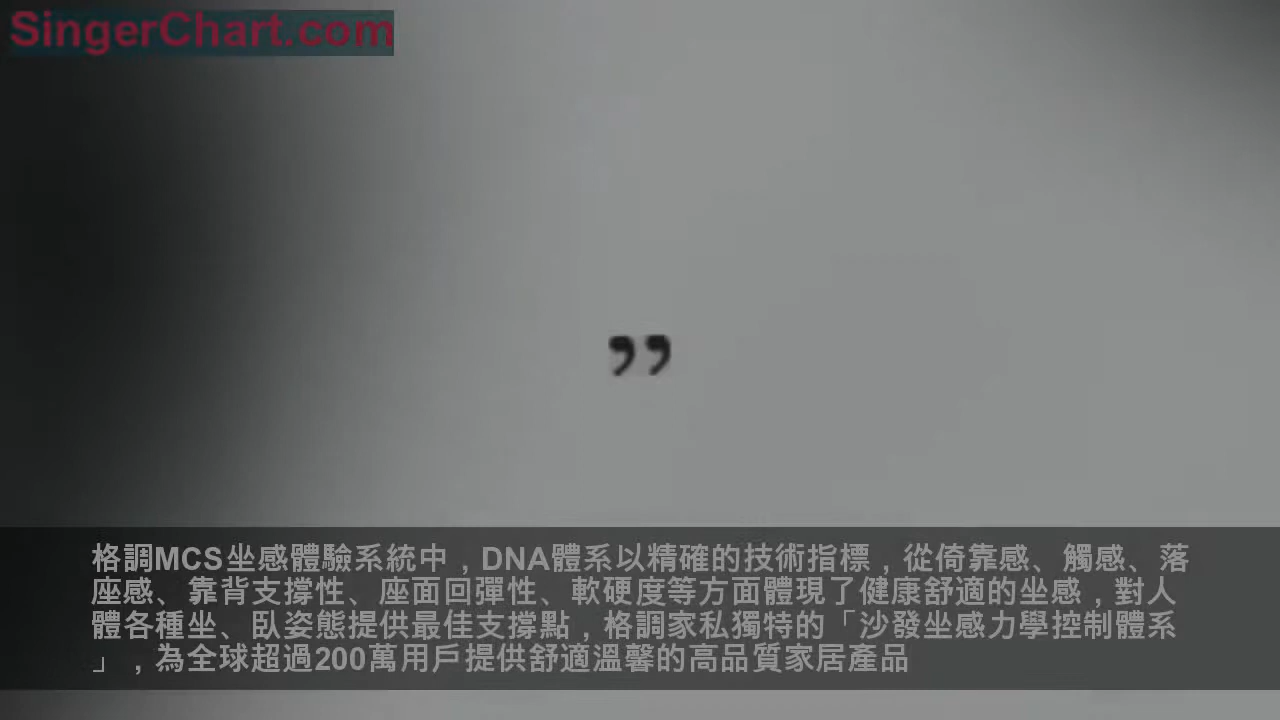 SingerChart.com
”
格調MCS坐感體驗系統中，DNA體系以精確的技術指標，從倚靠感、觸感、落
座感、靠背支撐性、座面回彈性、軟硬度等方面體現了健康舒適的坐感，對人
體各種坐、臥姿態提供最佳支撐點，格調家私獨特的「沙發坐感力學控制體系
」，為全球超過200萬用戶提供舒適溫馨的高品質家居產品